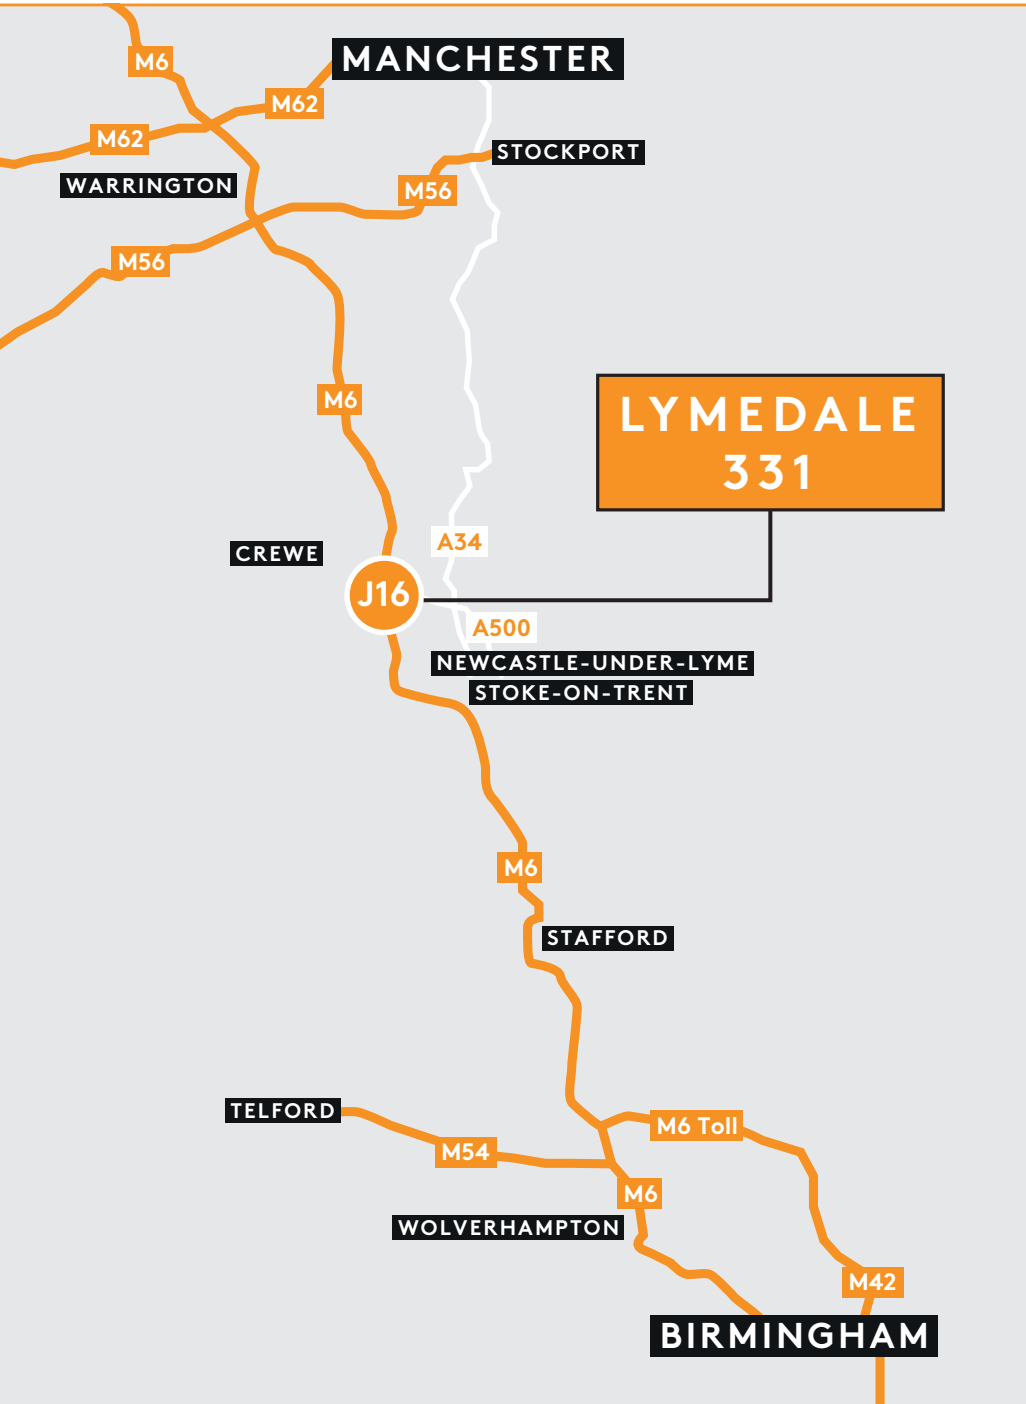 MANCHESTER
M6
M62
M62
STOCKPORT
WARRINGTON
M56
M56
M6
LYMEDALE
331
A34
CREWE
J16
A500
NEWCASTLE-UNDER-LYME
STOKE-ON-TRENT
M6
STAFFORD
TELFORD
M6 Toll
M54
M6
WOLVERHAMPTON
M42
BIRMINGHAM